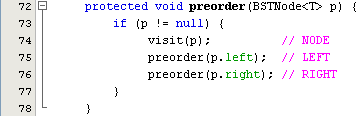 72 protected void preorder(BSTNode<T> p) {
73 if (p != null) {
74 visit(p); // NODE
75 preorder(p.left); // LEFT
76 preorder(p.right); // RIGHT
77 }
78 }